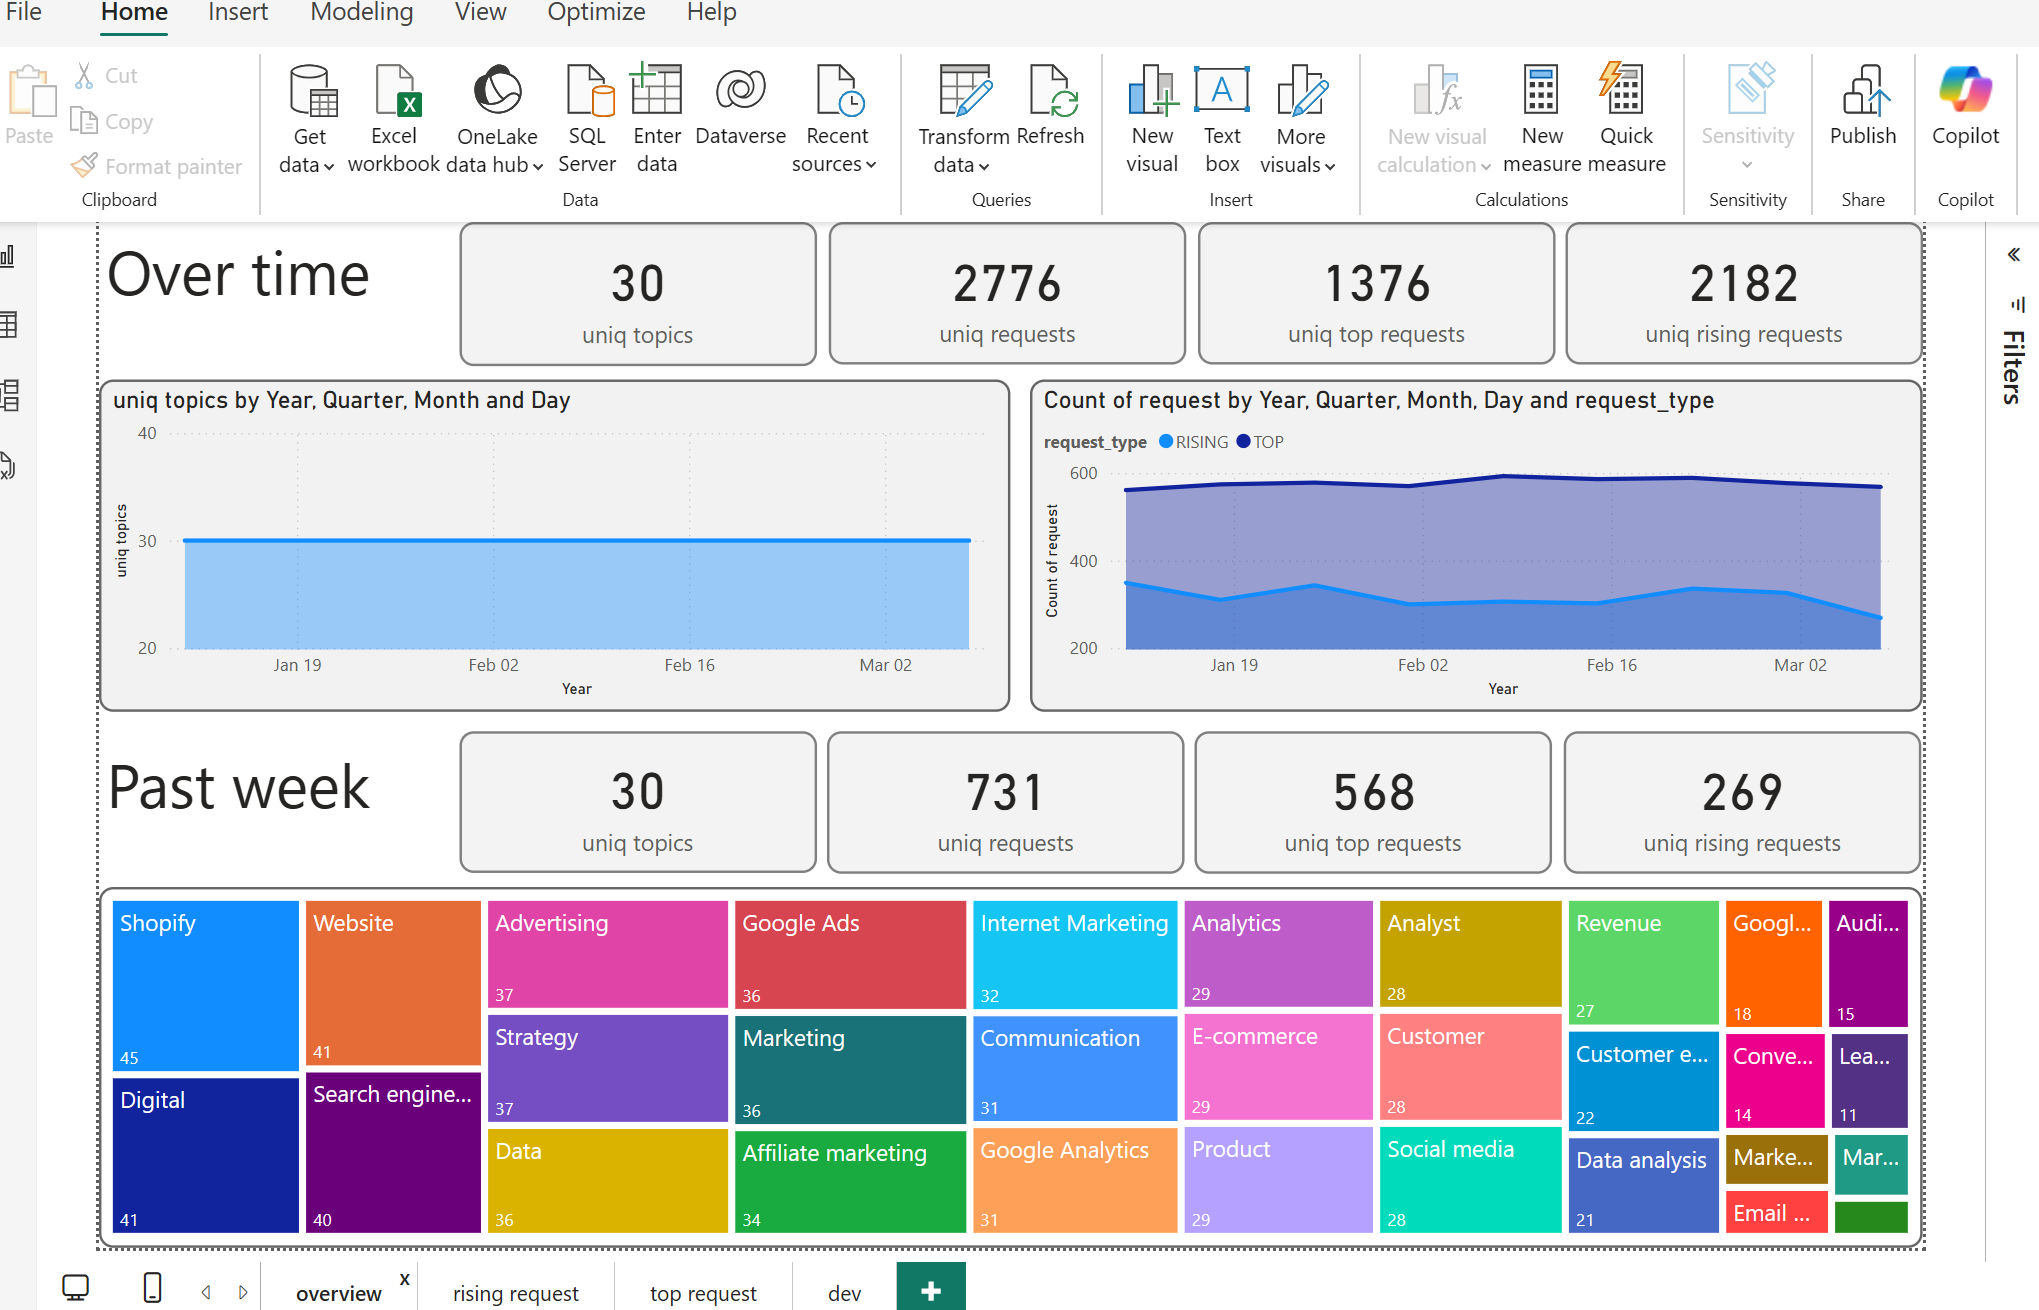 File Home Insert Modeling View Optimize Help
Paste
Cut
Copy
Format painter
Clipboard
Get data
Excel workbook
OneLake data hub
SQL Server
Enter data
Dataverse
Recent sources
Data
Transform data
Refresh
Queries
New visual
Text box
A
More visuals
Insert
New visual calculation
New measure
Quick measure
Calculations
Sensitivity
Sensitivity
Publish
Share
Copilot
Copilot
Over time
30
uniq topics
2776
uniq requests
1376
uniq top requests
2182
uniq rising requests
Filters
uniq topics by Year, Quarter, Month and Day
uniq topics
40
30
20
Jan 19 Feb 02 Feb 16 Mar 02
Year
Count of request by Year, Quarter, Month, Day and request_type
request_type RISING TOP
Count of request
600
400
200
Jan 19 Feb 02 Feb 16 Mar 02
Year
Past week
30
uniq topics
731
uniq requests
568
uniq top requests
269
uniq rising requests
Shopify
45
Digital
41
Website
41
Search engine...
40
Advertising
37
Strategy
37
Data
36
Google Ads
36
Marketing
36
Affiliate marketing
34
Internet Marketing
32
Communication
31
Google Analytics
31
Analytics
29
E-commerce
29
Product
29
Analyst
28
Customer
28
Social media
28
Revenue
27
Customer e...
22
Data analysis
21
Googl...
18
Conve...
14
Marke...
Email ...
Audi...
15
Lea...
11
Mar...
overview x rising request top request dev +